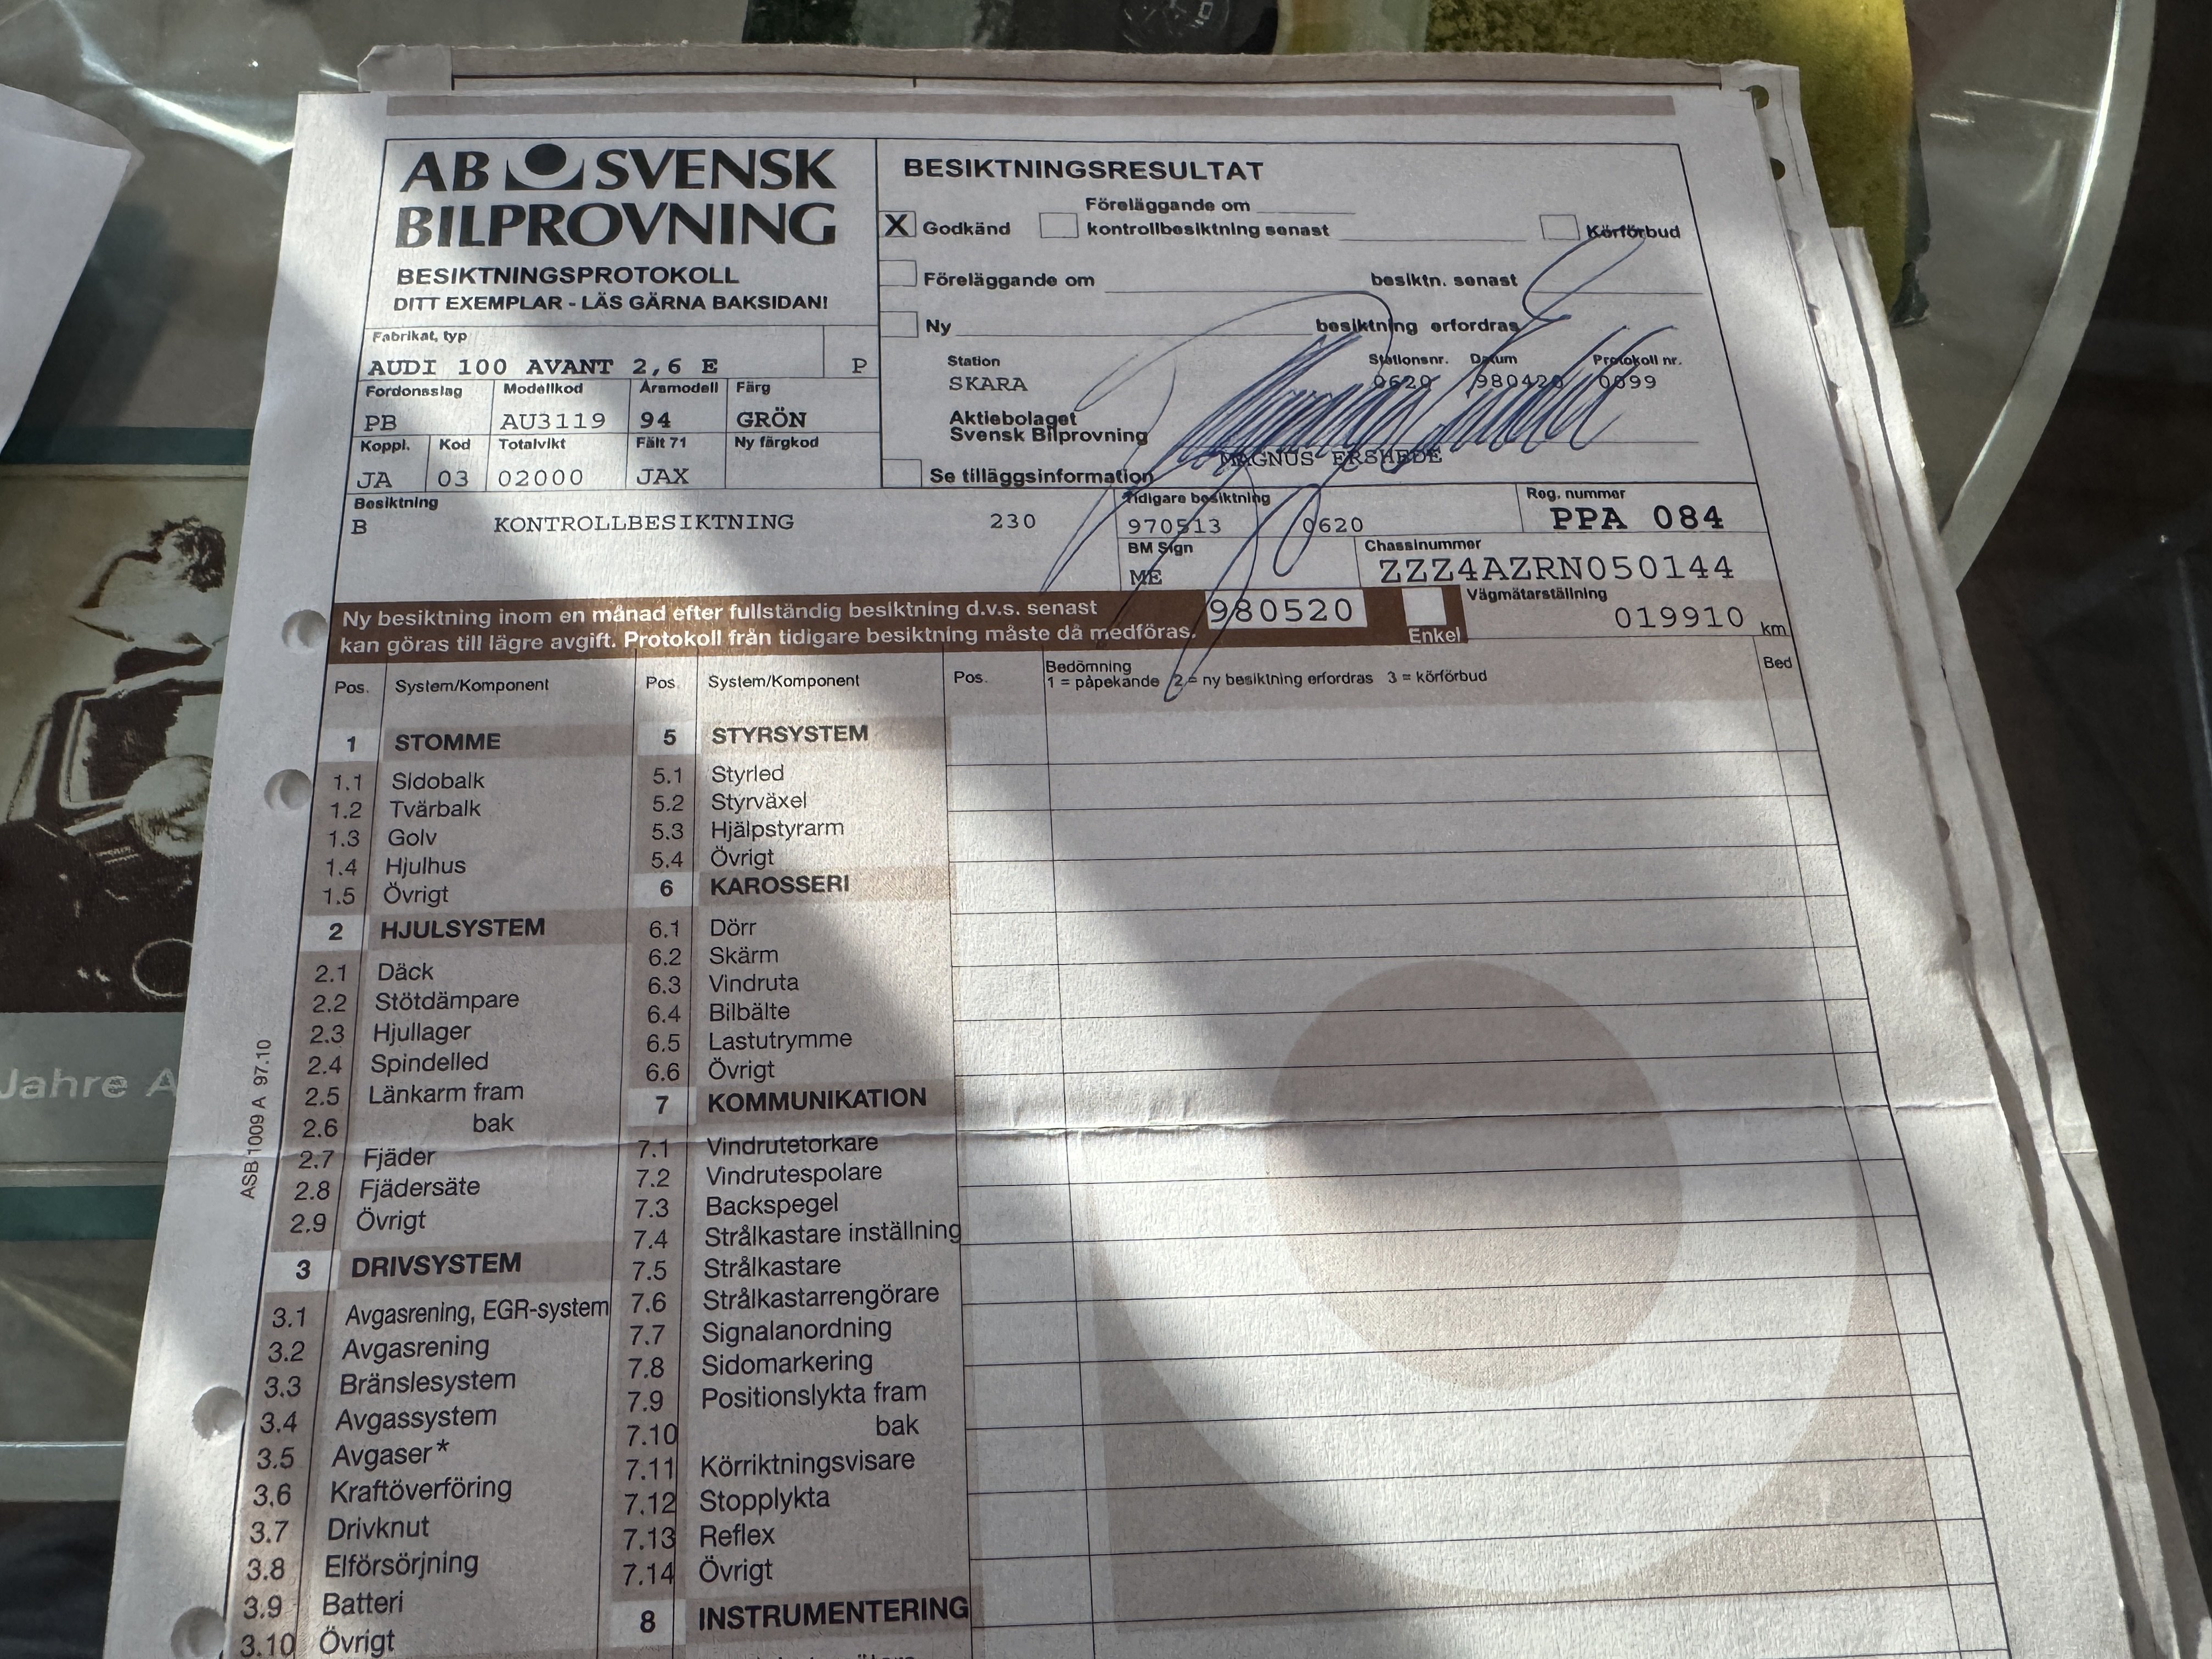 AB SVENSK
BILPROVNING
BESIKTNINGSPROTOKOLL
DITT EXEMPLAR - LÄS GÄRNA BAKSIDAN!
Fabrikat, typ
AUDI 100 AVANT 2,6 E P
Fordonsslag Modellkod Årsmodell Färg
PB AU3119 94 GRÖN
Koppl. Kod Totalvikt Fält 71 Ny färgkod
JA 03 02000 JAX
BESIKTNINGSRESULTAT
X Godkänd
Föreläggande om
kontrollbesiktning senast
Körförbud
Föreläggande om besiktn. senast
Ny besiktning erfordras
Station Stationsnr. Datum Protokoll nr.
SKARA 0620 980420 0099
Aktiebolaget
Svensk Bilprovning
MAGNUS ERSHEDE
Se tilläggsinformation
Besiktning
B KONTROLLBESIKTNING 230
Tidigare besiktning
970513 0620
Reg. nummer
PPA 084
BM Sign
ME
Chassinummer
ZZZ4AZRN050144
Ny besiktning inom en månad efter fullständig besiktning d.v.s. senast
kan göras till lägre avgift. Protokoll från tidigare besiktning måste då medföras.
980520
Enkel
Vägmätarställning
019910 km
Pos. System/Komponent
1 STOMME
1.1 Sidobalk
1.2 Tvärbalk
1.3 Golv
1.4 Hjulhus
1.5 Övrigt
2 HJULSYSTEM
2.1 Däck
2.2 Stötdämpare
2.3 Hjullager
2.4 Spindelled
2.5 Länkarm fram
2.6 bak
2.7 Fjäder
2.8 Fjädersäte
2.9 Övrigt
3 DRIVSYSTEM
3.1 Avgasrening, EGR-system
3.2 Avgasrening
3.3 Bränslesystem
3.4 Avgassystem
3.5 Avgaser*
3.6 Kraftöverföring
3.7 Drivknut
3.8 Elförsörjning
3.9 Batteri
3.10 Övrigt
Pos. System/Komponent
5 STYRSYSTEM
5.1 Styrled
5.2 Styrväxel
5.3 Hjälpstyrarm
5.4 Övrigt
6 KAROSSERI
6.1 Dörr
6.2 Skärm
6.3 Vindruta
6.4 Bilbälte
6.5 Lastutrymme
6.6 Övrigt
7 KOMMUNIKATION
7.1 Vindrutetorkare
7.2 Vindrutespolare
7.3 Backspegel
7.4 Strålkastare inställning
7.5 Strålkastare
7.6 Strålkastarrengörare
7.7 Signalanordning
7.8 Sidomarkering
7.9 Positionslykta fram
7.10 bak
7.11 Körriktningsvisare
7.12 Stopplykta
7.13 Reflex
7.14 Övrigt
8 INSTRUMENTERING
Pos. Bedömning
1 = påpekande 2 = ny besiktning erfordras 3 = körförbud
Bed
ASB 1009 A 97.10
Jahre A